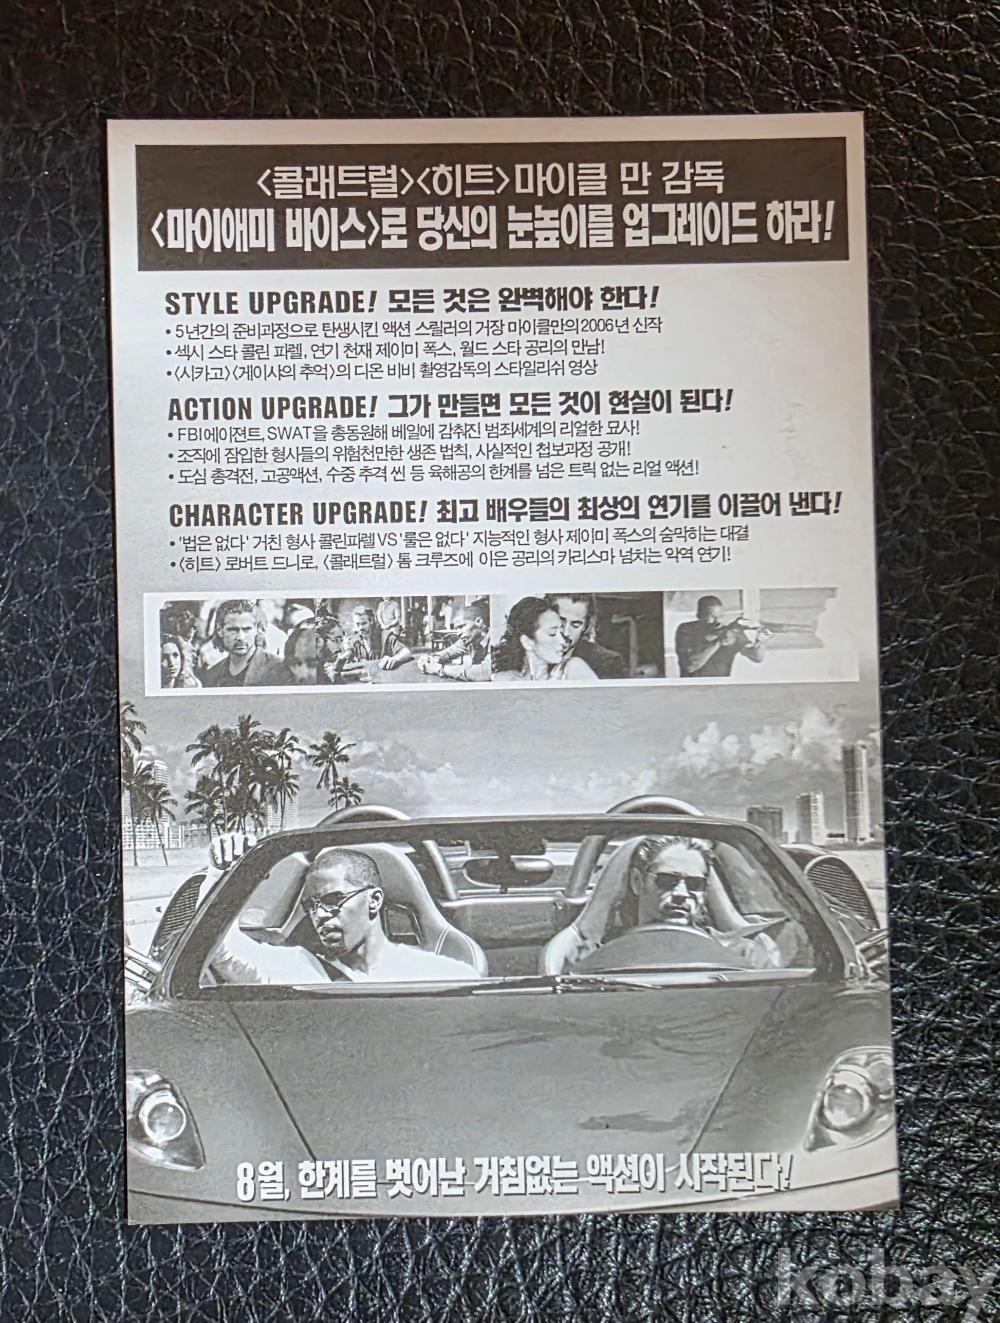 <콜래트럴><히트>마이클 만 감독
<마이애미 바이스>로 당신의 눈높이를 업그레이드 하라!
STYLE UPGRADE! 모든 것은 완벽해야 한다!
• 5년간의 준비과정으로 탄생시킨 액션 스릴러의 거장 마이클만의 2006년 신작
• 섹시 스타 콜린 파렐, 연기 천재 제이미 폭스, 월드 스타 공리의 만남!
• <시카고><게이샤의 추억>의 디온 비비 촬영감독의 스타일리쉬 영상
ACTION UPGRADE! 그가 만들면 모든 것이 현실이 된다!
• FBI에이젼트, SWAT을 총동원해 베일에 감춰진 범죄세계의 리얼한 묘사!
• 조직에 잠입한 형사들의 위험천만한 생존 법칙, 사실적인 첩보과정 공개!
• 도심 총격전, 고공액션, 수중 추격 씬 등 육해공의 한계를 넘은 트릭 없는 리얼 액션!
CHARACTER UPGRADE! 최고 배우들의 최상의 연기를 이끌어 낸다!
• '법은 없다' 거친 형사 콜린파렐 VS '룰은 없다' 지능적인 형사 제이미 폭스의 숨막히는 대결
• <히트> 로버트 드니로, <콜래트럴> 톰 크루즈에 이은 공리의 카리스마 넘치는 악역 연기!
8월, 한계를 벗어난 거침없는 액션이 시작된다!
kobay